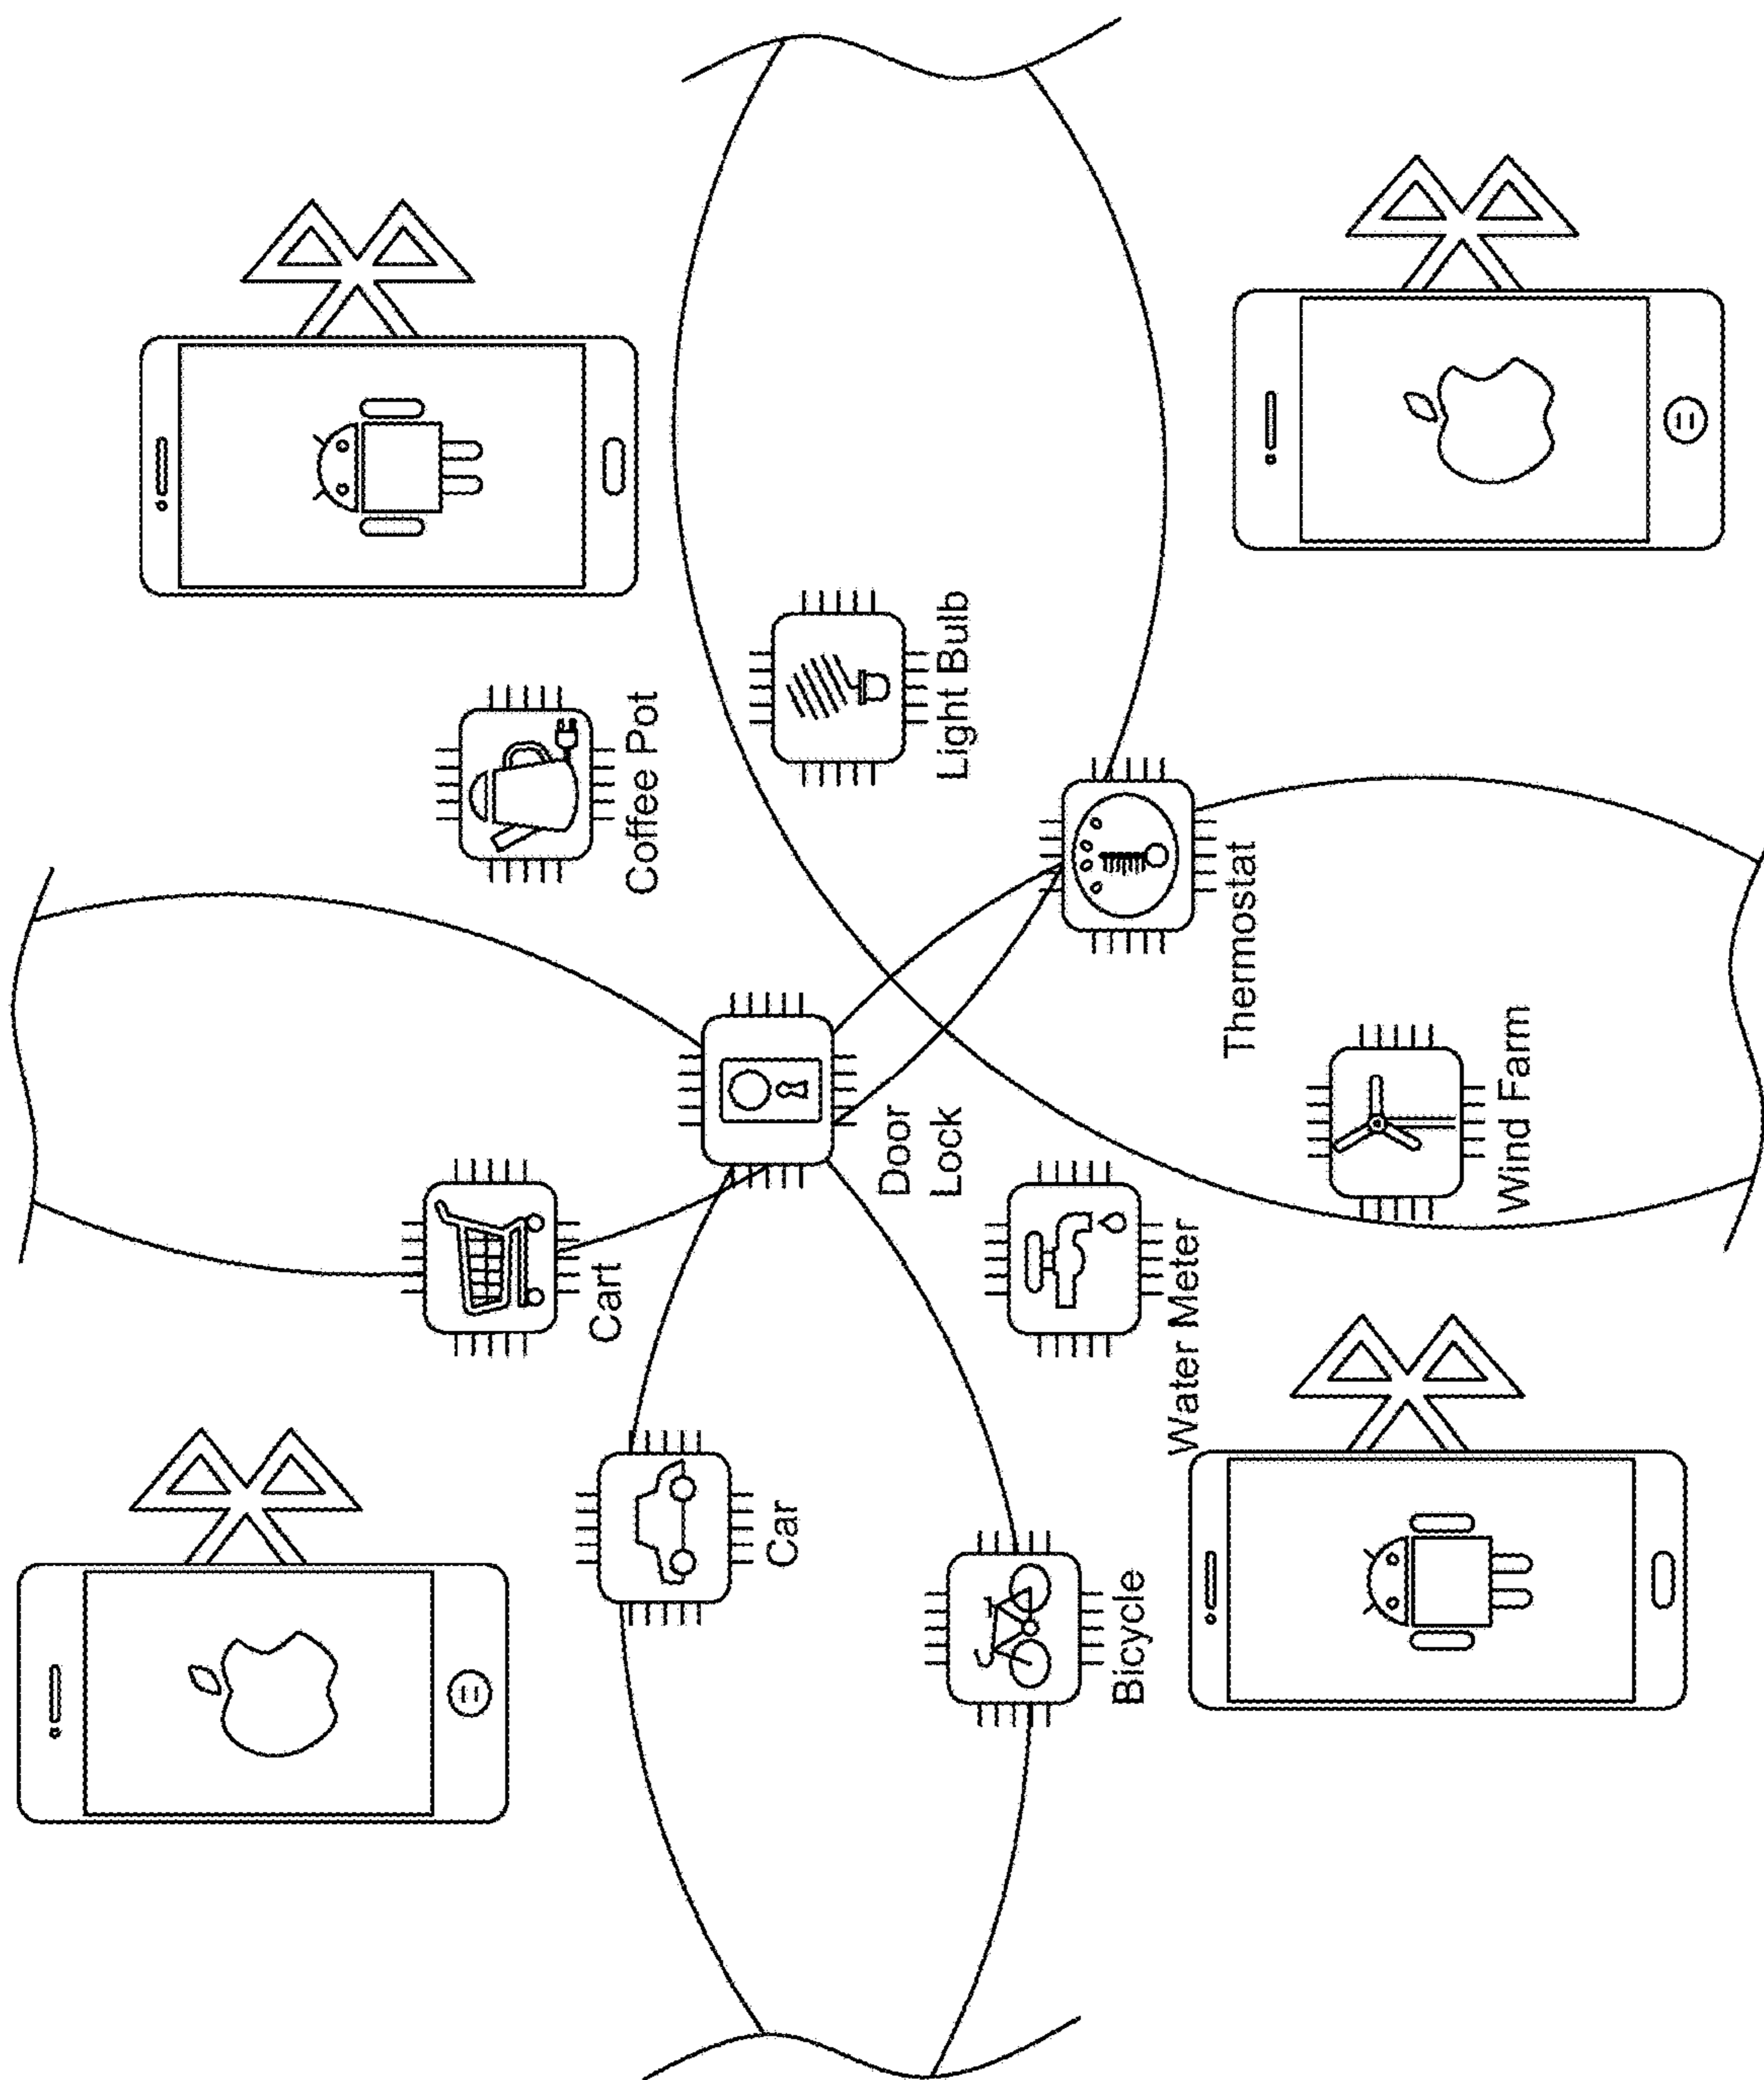 Cart
Coffee Pot
Car
Door
Lock
Light Bulb
Bicycle
Water Meter
Thermostat
Wind Farm